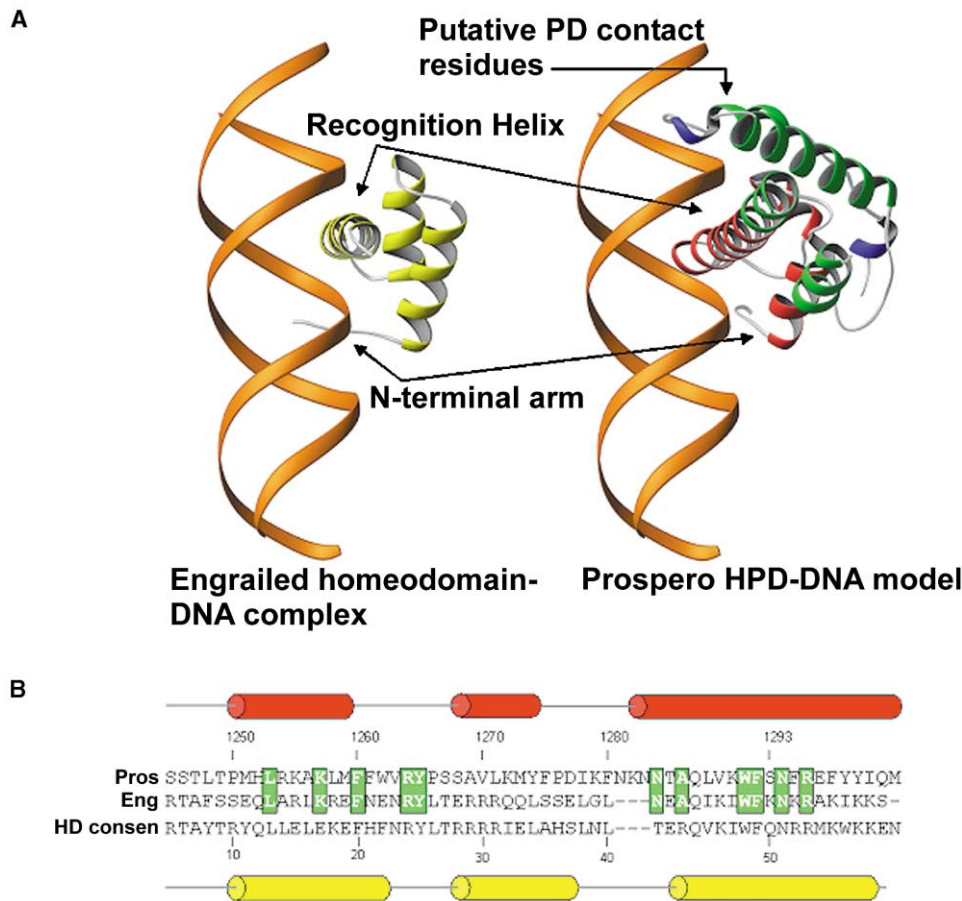 A
Putative PD contact
residues
Recognition Helix
N-terminal arm
Engrailed homeodomain-
DNA complex
Prospero HPD-DNA model
B
1250 1260 1270 1280 1293
Pros SSTLTPMHLRKAKLMFFWVRYPSSAVLKMYFPDIKFNKNNTAQLVKWFSNFREFYYIQM
Eng RTAFSSEQLARLKREFNENRYLTERRRQQLSSELGL---NEAQIKIWFKNKRAKIKKS-
HD consen RTAYTRYQLLELEKEFHFNRYLTRRRRIELAHSLNL---TERQVKIWFQNRRMKWKKEN
10 20 30 40 50